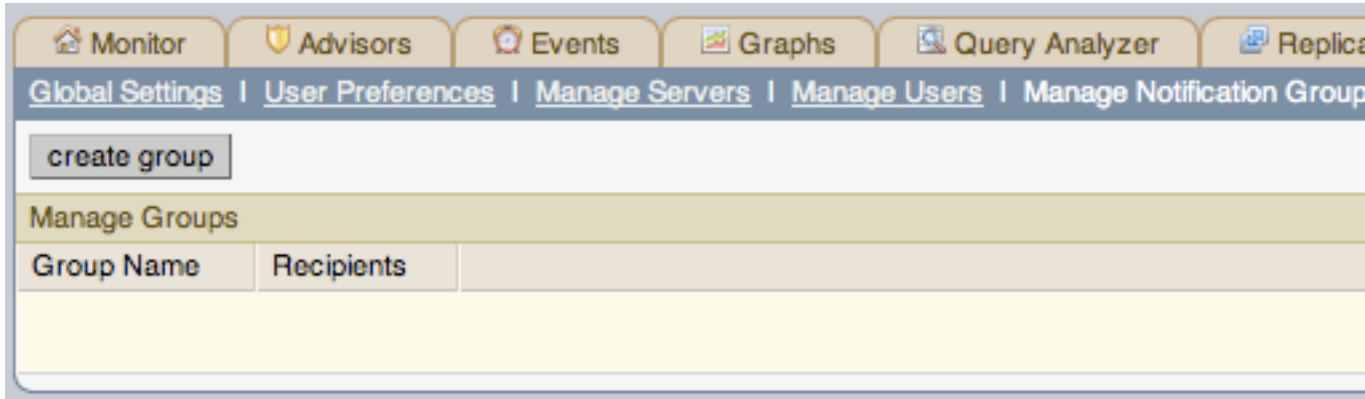 Monitor Advisors Events Graphs Query Analyzer Replica
Global Settings | User Preferences | Manage Servers | Manage Users | Manage Notification Group
create group
Manage Groups
Group Name Recipients